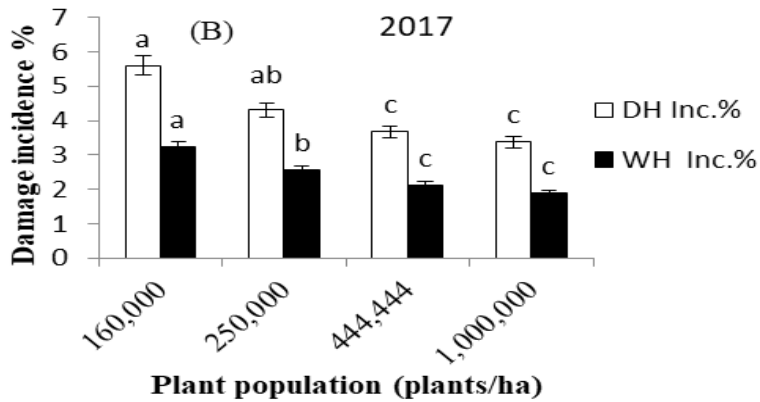 (B) 2017
Damage incidence %
7
6
5
4
3
2
1
0
a
a
ab
b
c
c
c
c
DH Inc.%
WH Inc.%
160,000
250,000
444,444
1,000,000
Plant population (plants/ha)